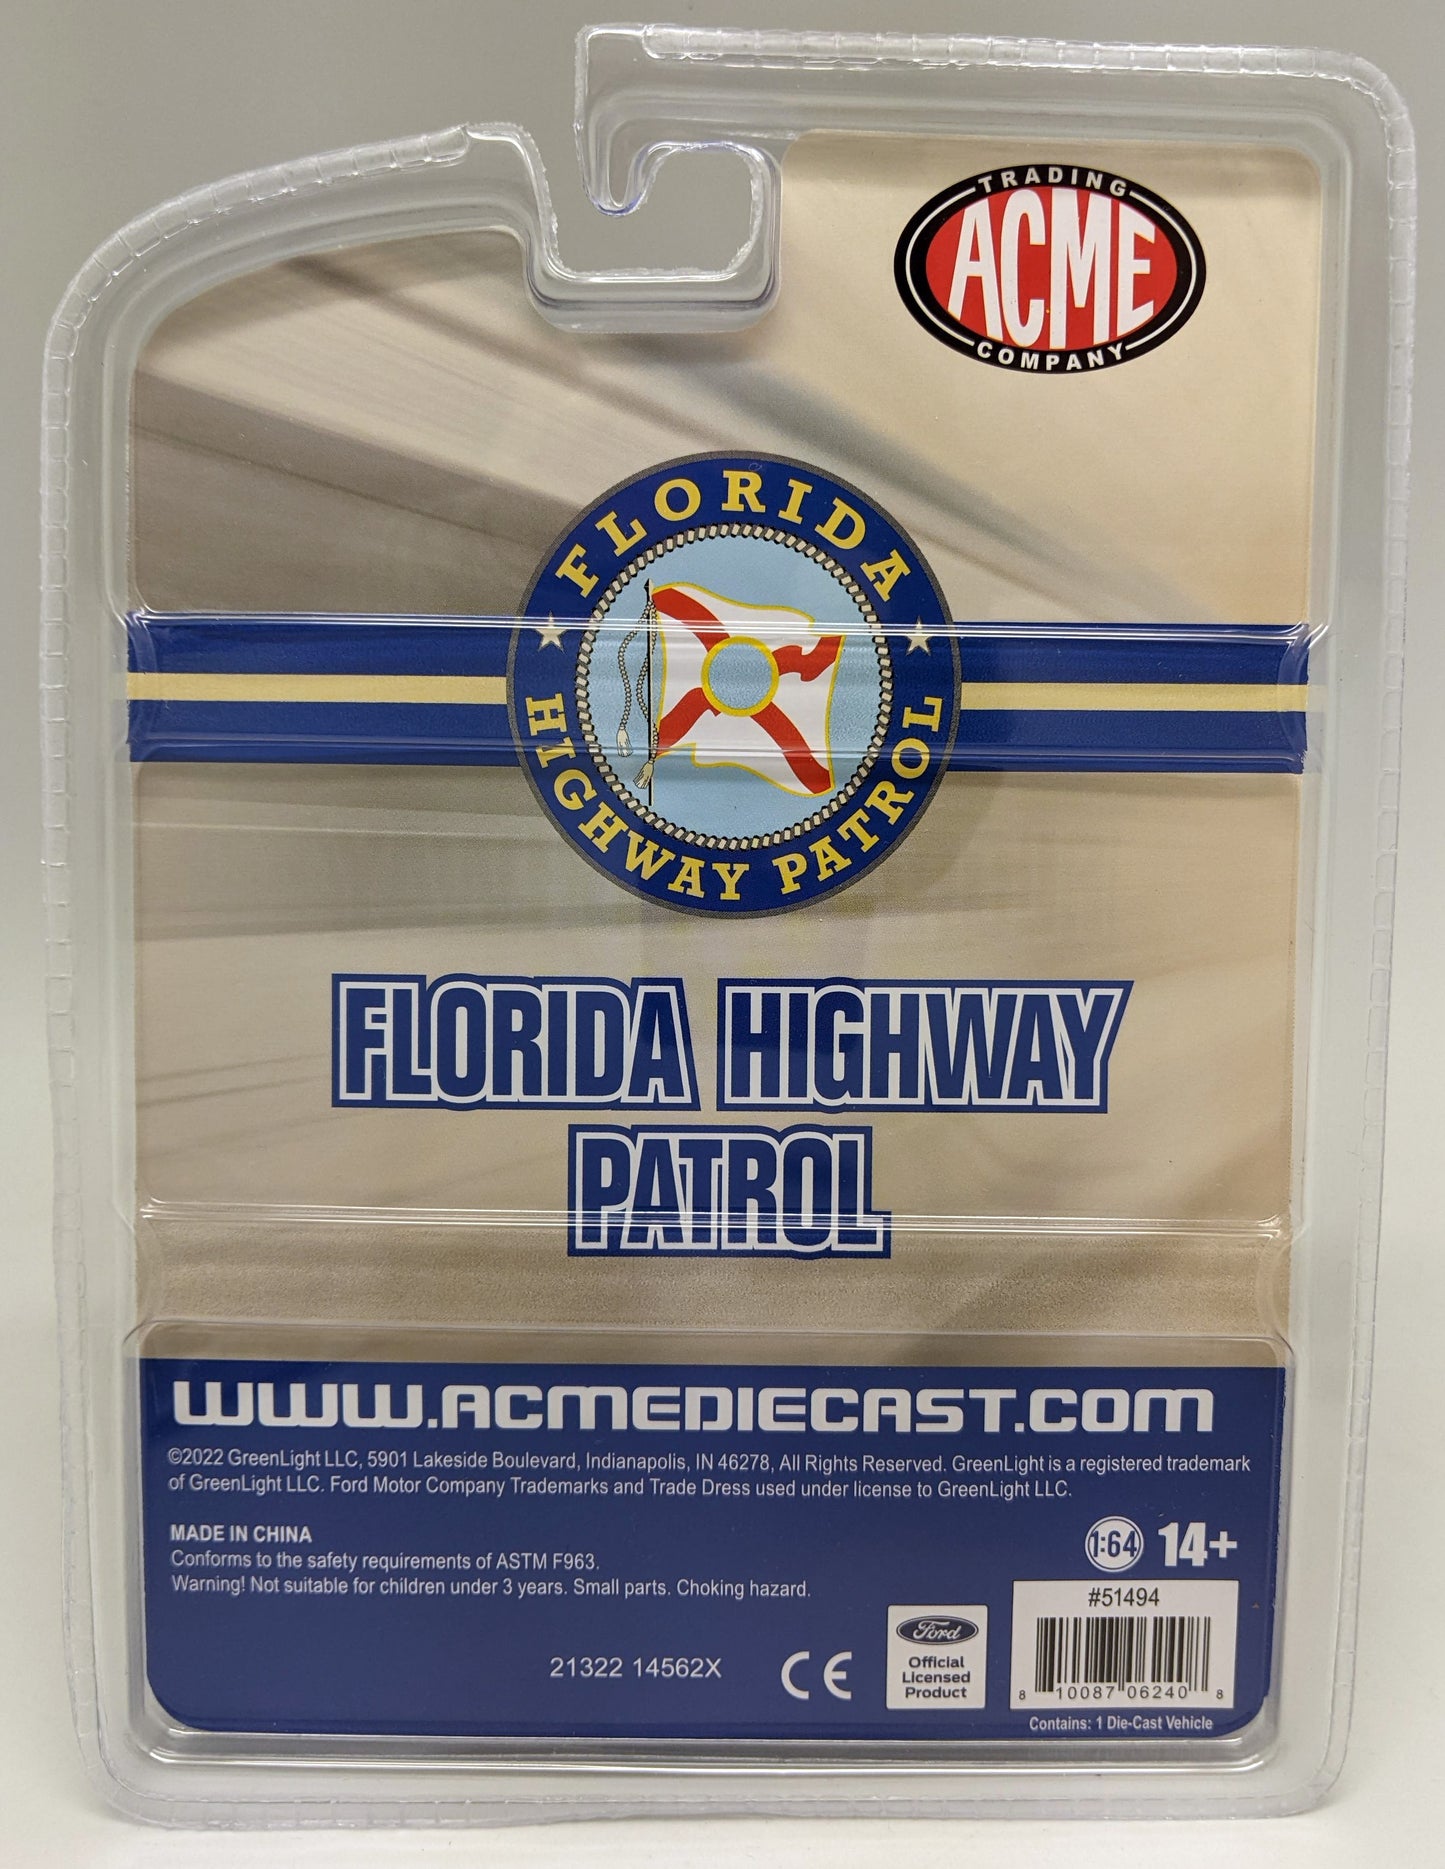 TRADING
ACME
COMPANY
FLORIDA
HIGHWAY PATROL
FLORIDA HIGHWAY
PATROL
WWW.ACMEDIECAST.COM
©2022 GreenLight LLC, 5901 Lakeside Boulevard, Indianapolis, IN 46278, All Rights Reserved. GreenLight is a registered trademark
of GreenLight LLC. Ford Motor Company Trademarks and Trade Dress used under license to GreenLight LLC.
MADE IN CHINA
Conforms to the safety requirements of ASTM F963.
Warning! Not suitable for children under 3 years. Small parts. Choking hazard.
1:64 14+
#51494
21322 14562X
CE
Ford
Official
Licensed
Product
8 10087 06240 8
Contains: 1 Die-Cast Vehicle